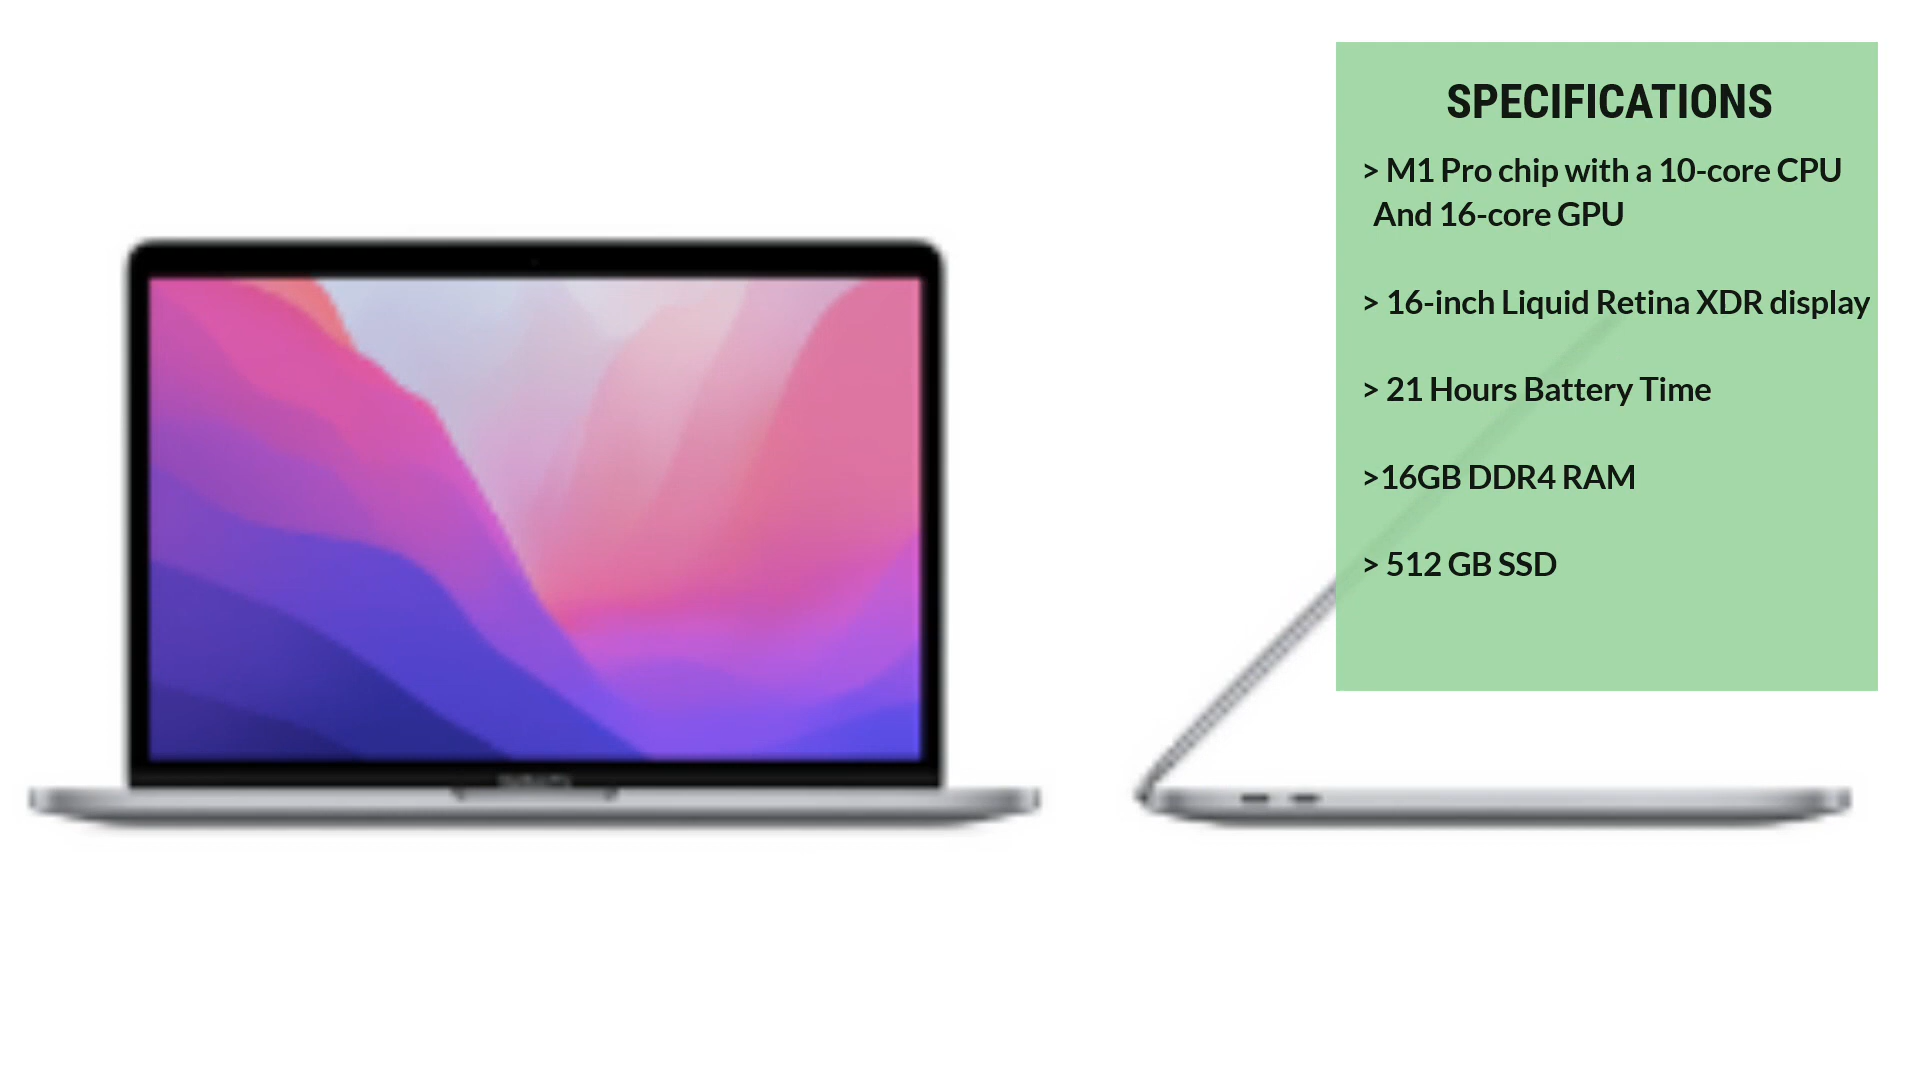 SPECIFICATIONS
> M1 Pro chip with a 10-core CPU
And 16-core GPU
> 16-inch Liquid Retina XDR display
> 21 Hours Battery Time
>16GB DDR4 RAM
> 512 GB SSD